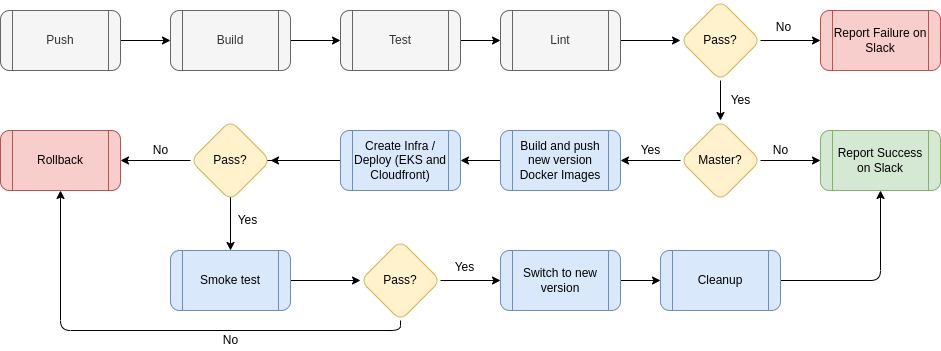 Push
Build
Test
Lint
Pass?
No
Report Failure on
Slack
Yes
Rollback
No
Pass?
Create Infra /
Deploy (EKS and
Cloudfront)
Build and push
new version
Docker Images
Yes
Master?
No
Report Success
on Slack
Yes
Smoke test
Pass?
Yes
Switch to new
version
Cleanup
No